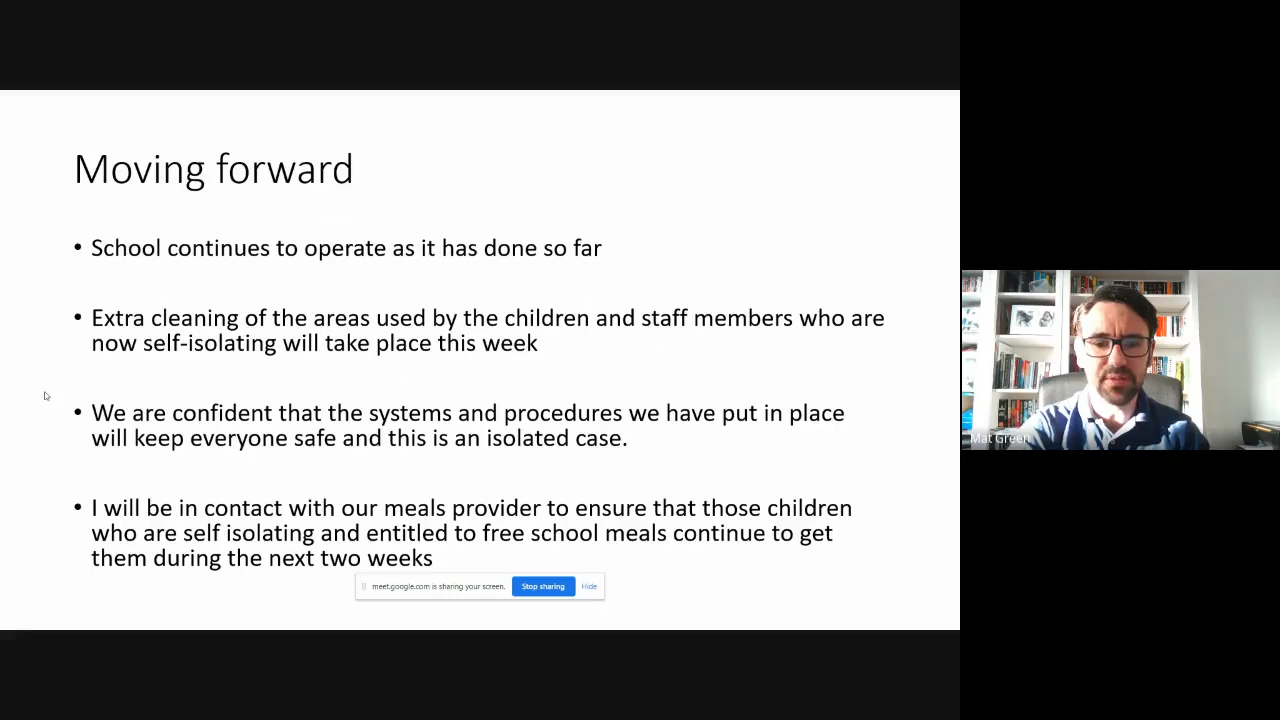 Moving forward
• School continues to operate as it has done so far
• Extra cleaning of the areas used by the children and staff members who are
now self-isolating will take place this week
• We are confident that the systems and procedures we have put in place
will keep everyone safe and this is an isolated case.
• I will be in contact with our meals provider to ensure that those children
who are self isolating and entitled to free school meals continue to get
them during the next two weeks
meet.google.com is sharing your screen. Stop sharing Hide
Mat Green